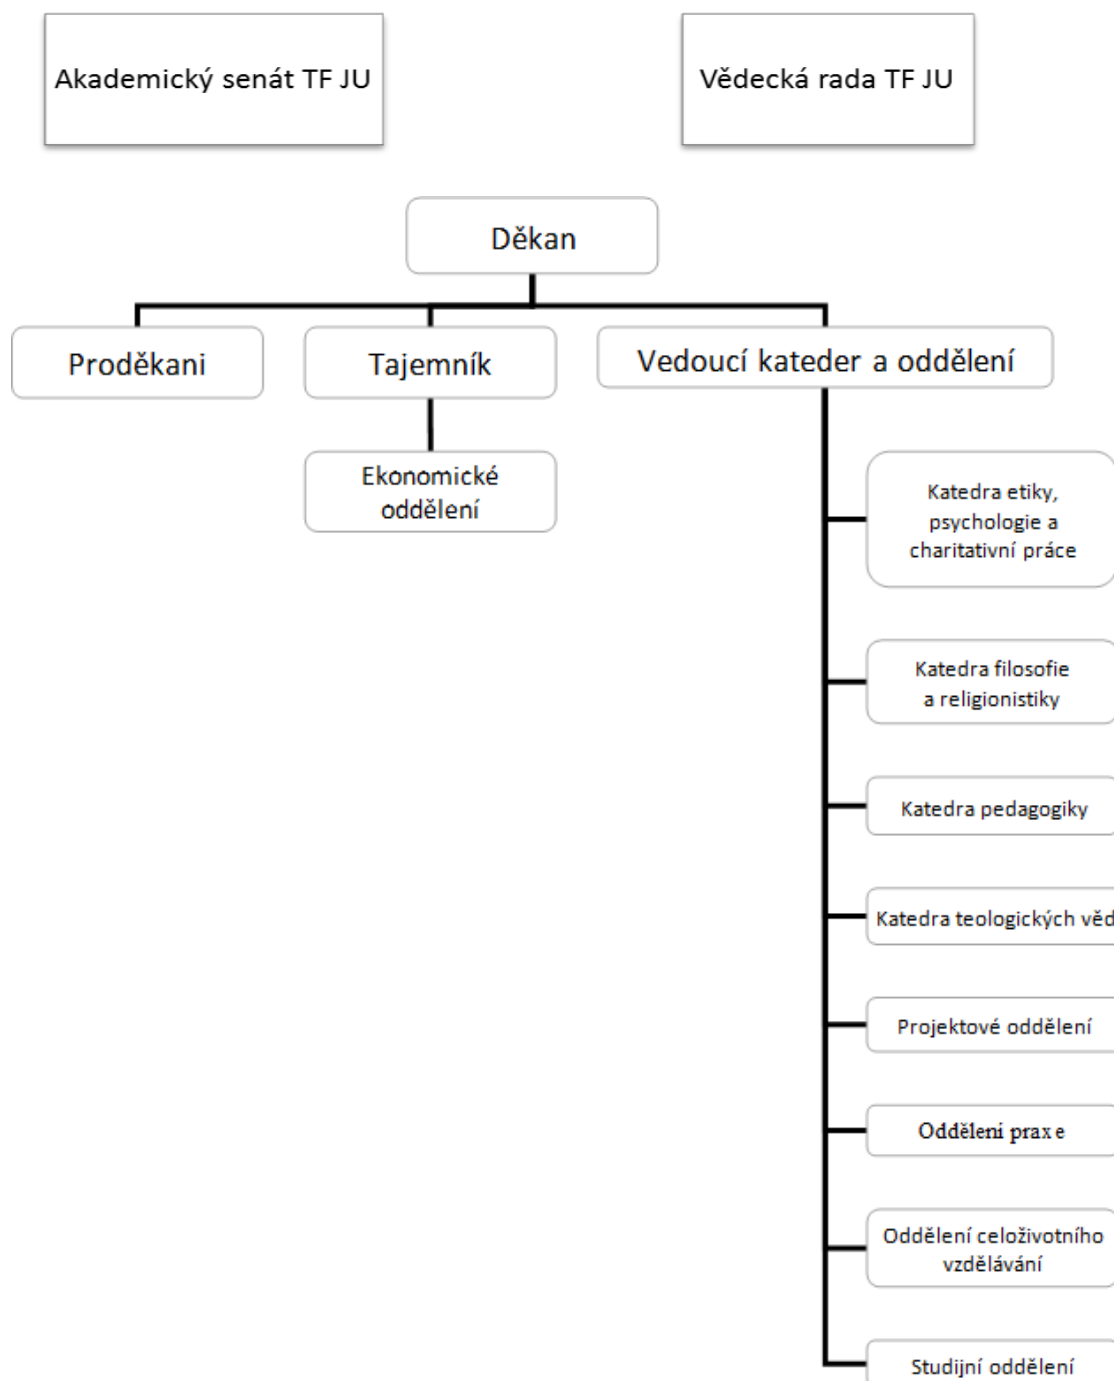 Akademický senát TF JU
Vědecká rada TF JU
Děkan
Proděkani
Tajemník
Vedoucí kateder a oddělení
Ekonomické
oddělení
Katedra etiky,
psychologie a
charitativní práce
Katedra filosofie
a religionistiky
Katedra pedagogiky
Katedra teologických věd
Projektové oddělení
Oddělení praxe
Oddělení celoživotního
vzdělávání
Studijní oddělení